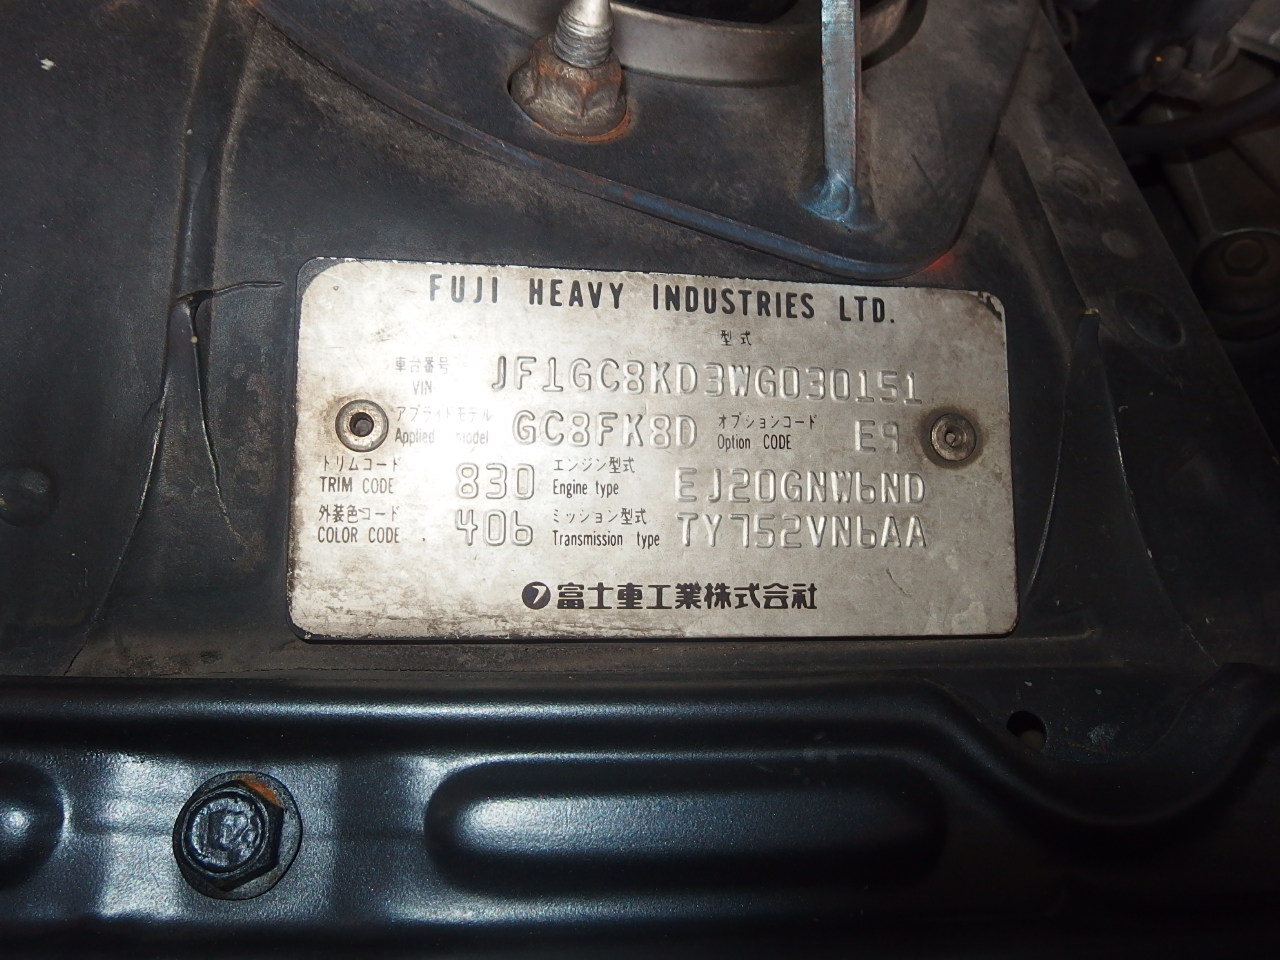 FUJI HEAVY INDUSTRIES LTD.
型式
車台番号
VIN JF1GC8KD3WG030151
アプライドモデル オプションコード
Applied model GC8FK8D Option CODE E9
トリムコード エンジン型式
TRIM CODE 830 Engine type EJ20GNW6ND
外装色コード ミッション型式
COLOR CODE 406 Transmission type TY752VN6AA
富士重工業株式会社